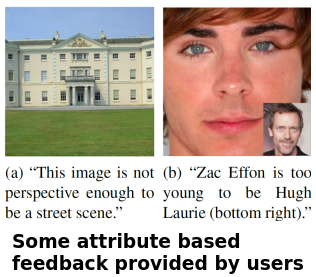 (a) “This image is not
perspective enough to
be a street scene.”
(b) “Zac Effon is too
young to be Hugh
Laurie (bottom right).”
Some attribute based
feedback provided by users